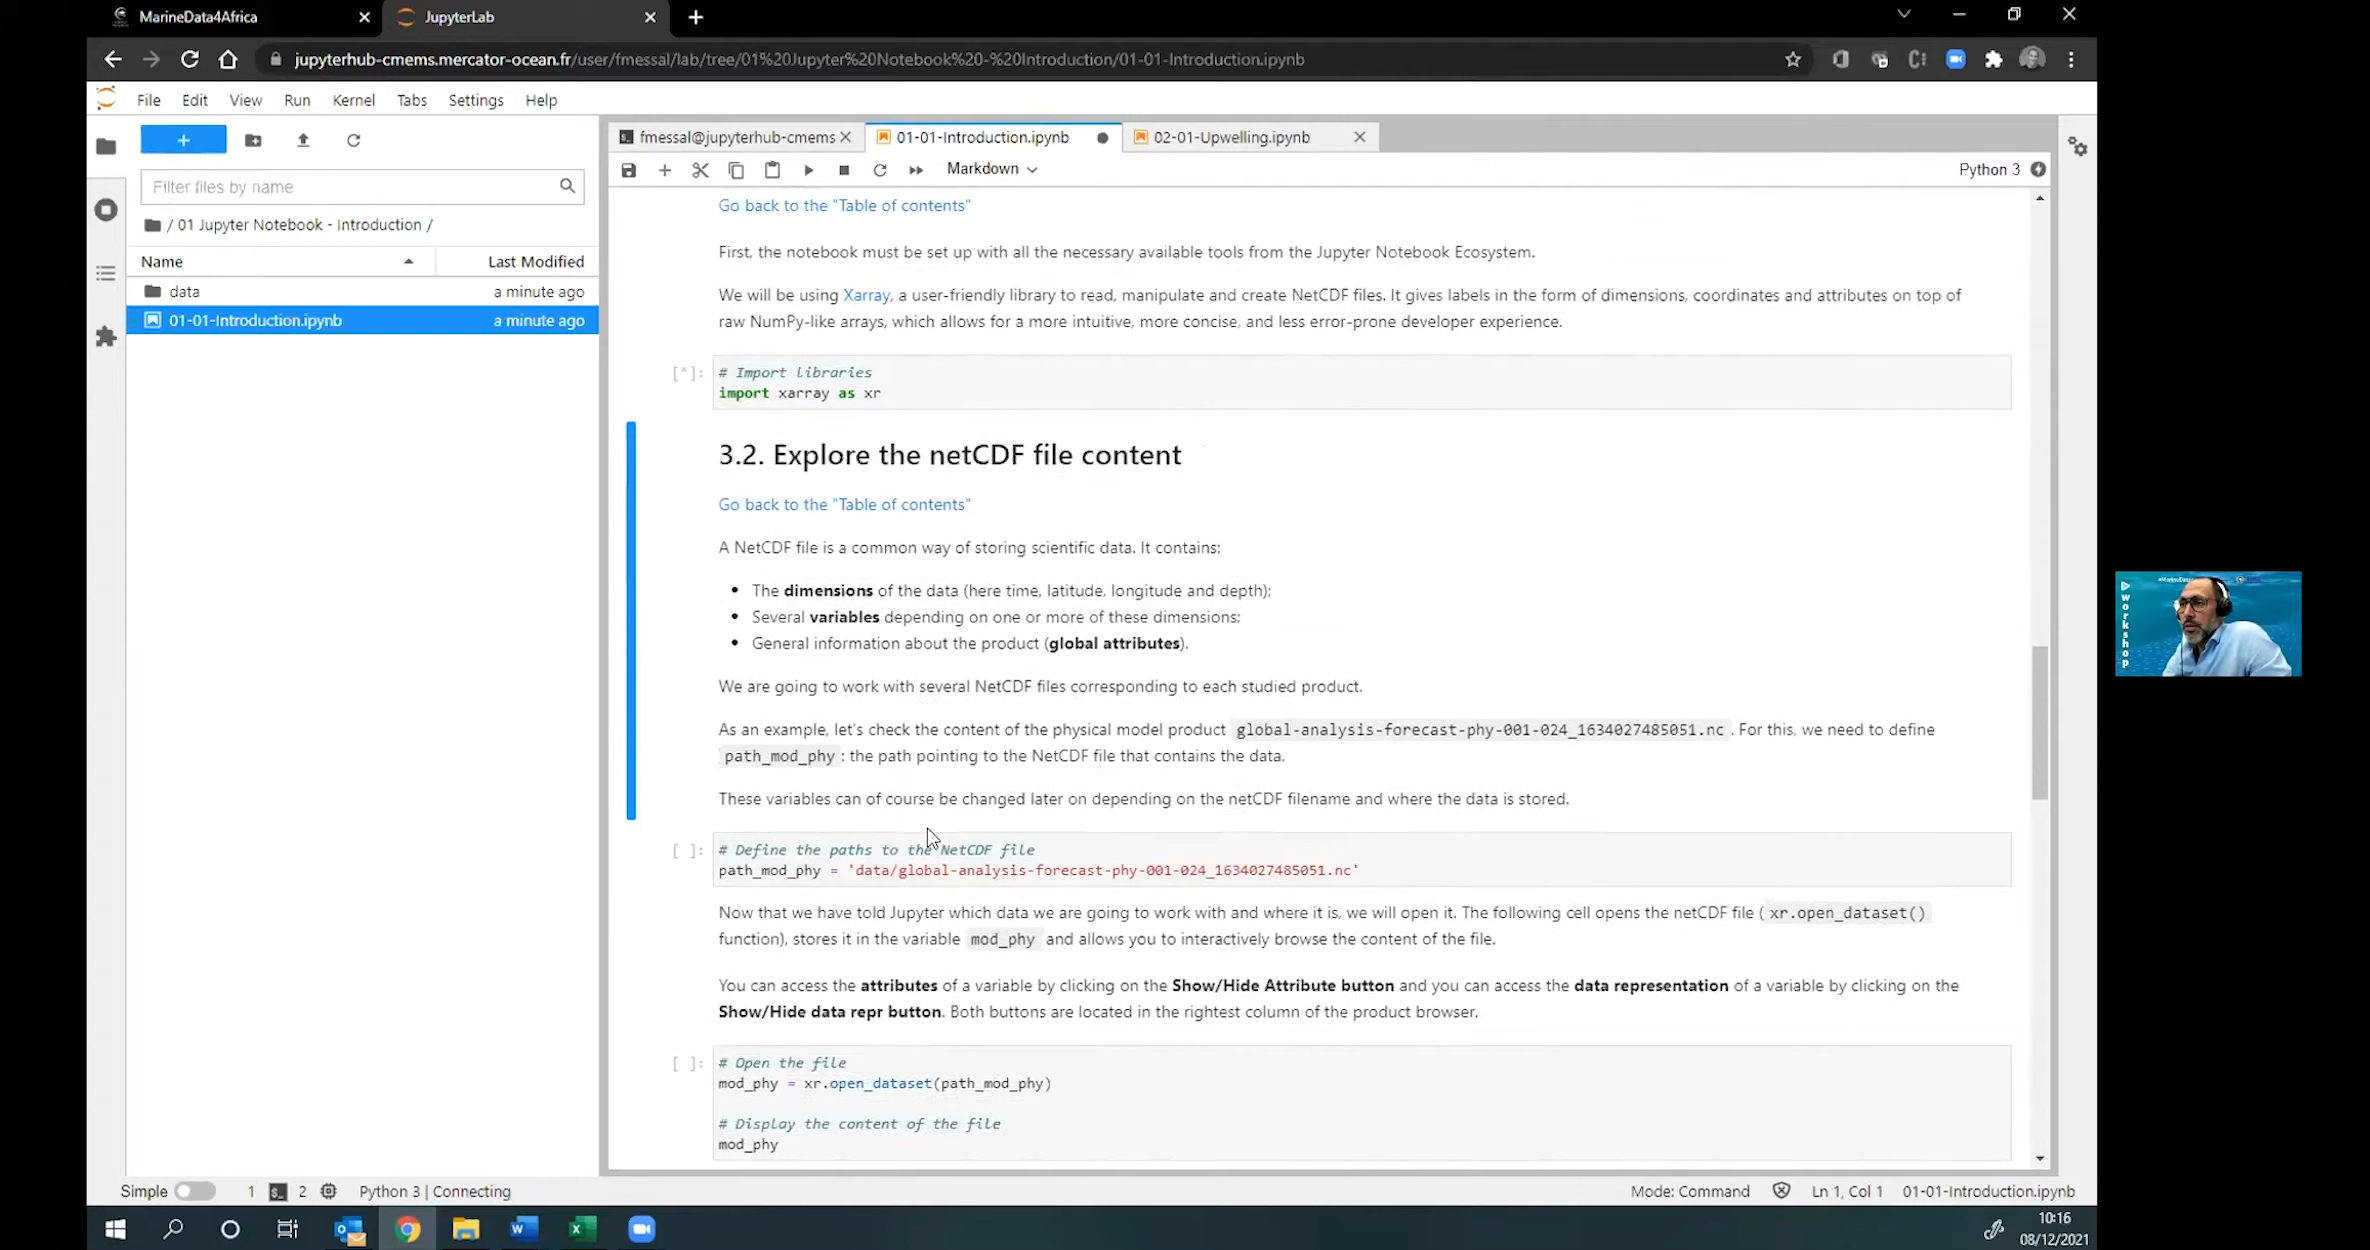 MarineData4Africa
JupyterLab
jupyterhub-cmems.mercator-ocean.fr/user/fmessal/lab/tree/01%20Jupyter%20Notebook%20-%20Introduction/01-01-Introduction.ipynb
File Edit View Run Kernel Tabs Settings Help
Filter files by name
/ 01 Jupyter Notebook - Introduction /
Name Last Modified
data a minute ago
01-01-Introduction.ipynb a minute ago
fmessal@jupyterhub-cmems
01-01-Introduction.ipynb
02-01-Upwelling.ipynb
Markdown
Python 3
Go back to the "Table of contents"
First, the notebook must be set up with all the necessary available tools from the Jupyter Notebook Ecosystem.
We will be using Xarray, a user-friendly library to read, manipulate and create NetCDF files. It gives labels in the form of dimensions, coordinates and attributes on top of
raw NumPy-like arrays, which allows for a more intuitive, more concise, and less error-prone developer experience.
[*]: # Import libraries
import xarray as xr
3.2. Explore the netCDF file content
Go back to the "Table of contents"
A NetCDF file is a common way of storing scientific data. It contains:
• The dimensions of the data (here time, latitude, longitude and depth);
• Several variables depending on one or more of these dimensions;
• General information about the product (global attributes).
We are going to work with several NetCDF files corresponding to each studied product.
As an example, let's check the content of the physical model product global-analysis-forecast-phy-001-024_1634027485051.nc. For this, we need to define
path_mod_phy : the path pointing to the NetCDF file that contains the data.
These variables can of course be changed later on depending on the netCDF filename and where the data is stored.
[ ]: # Define the paths to the NetCDF file
path_mod_phy = 'data/global-analysis-forecast-phy-001-024_1634027485051.nc'
Now that we have told Jupyter which data we are going to work with and where it is, we will open it. The following cell opens the netCDF file ( xr.open_dataset()
function), stores it in the variable mod_phy and allows you to interactively browse the content of the file.
You can access the attributes of a variable by clicking on the Show/Hide Attribute button and you can access the data representation of a variable by clicking on the
Show/Hide data repr button. Both buttons are located in the rightest column of the product browser.
[ ]: # Open the file
mod_phy = xr.open_dataset(path_mod_phy)
# Display the content of the file
mod_phy
Simple 1 2 Python 3 | Connecting
Mode: Command Ln 1, Col 1 01-01-Introduction.ipynb
10:16
08/12/2021
workshop